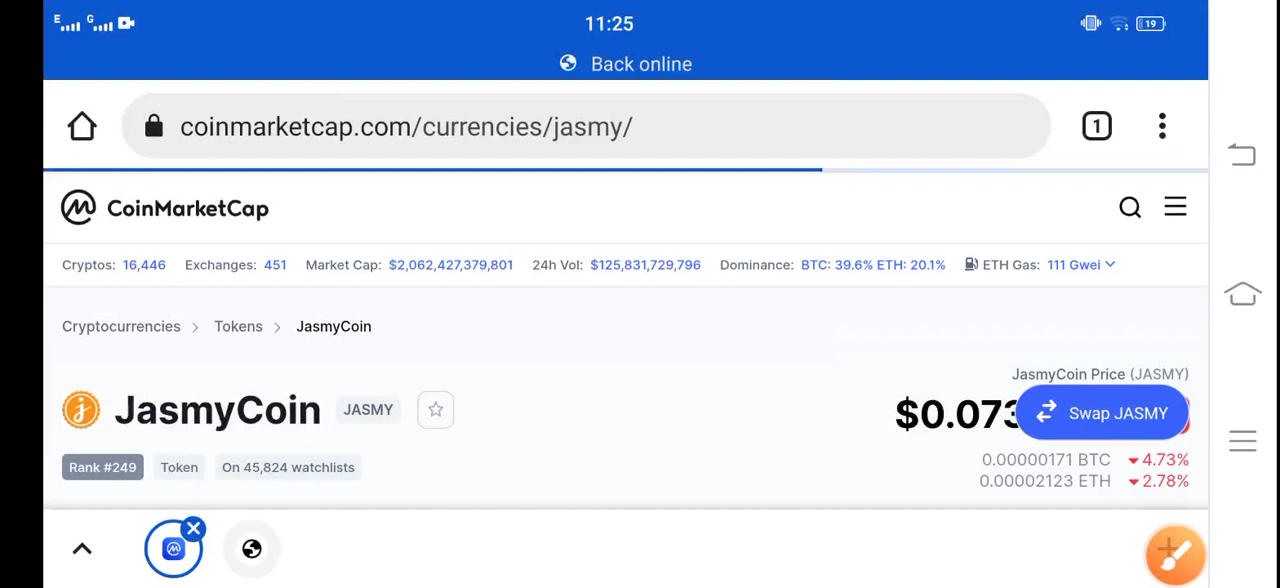 E G 11:25 19
Back online
coinmarketcap.com/currencies/jasmy/ 1
CoinMarketCap
Cryptos: 16,446 Exchanges: 451 Market Cap: $2,062,427,379,801 24h Vol: $125,831,729,796 Dominance: BTC: 39.6% ETH: 20.1% ETH Gas: 111 Gwei
Cryptocurrencies > Tokens > JasmyCoin
JasmyCoin Price (JASMY)
JasmyCoin JASMY $0.073 Swap JASMY
0.00000171 BTC 4.73%
Rank #249 Token On 45,824 watchlists
0.00002123 ETH 2.78%